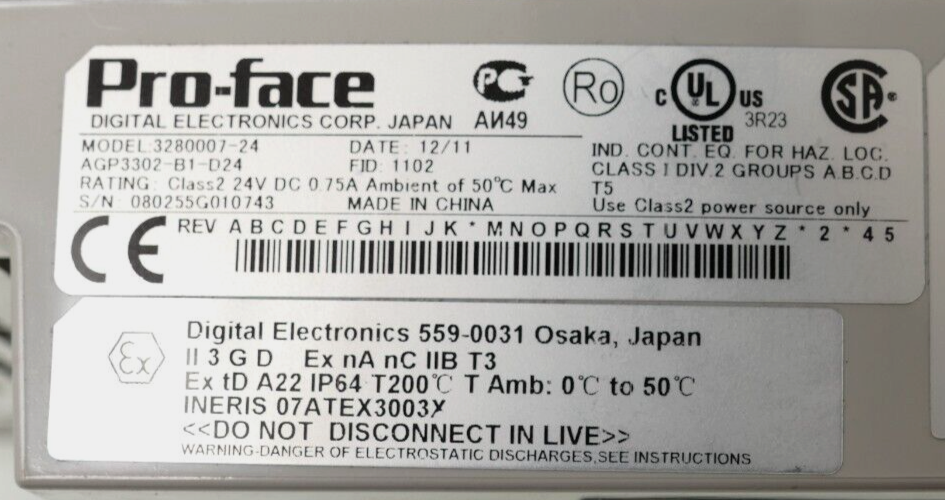 Pro-face
DIGITAL ELECTRONICS CORP. JAPAN
PG
АИ49
Ro
C UL US
LISTED 3R23
SA
MODEL:3280007-24 DATE: 12/11
AGP3302-B1-D24 FID: 1102
RATING: Class2 24V DC 0.75A Ambient of 50°C Max
S/N 080255G010743 MADE IN CHINA
IND. CONT. EQ. FOR HAZ. LOC.
CLASS I DIV.2 GROUPS A.B.C.D
T5
Use Class2 power source only
CE
REV A B C D E F G H I J K * M N O P Q R S T U V W X Y Z * 2 * 4 5
Ex
Digital Electronics 559-0031 Osaka, Japan
II 3 G D Ex nA nC IIB T3
Ex tD A22 IP64 T200℃ T Amb: 0℃ to 50℃
INERIS 07ATEX3003X
<<DO NOT DISCONNECT IN LIVE>>
WARNING-DANGER OF ELECTROSTATIC DISCHARGES,SEE INSTRUCTIONS